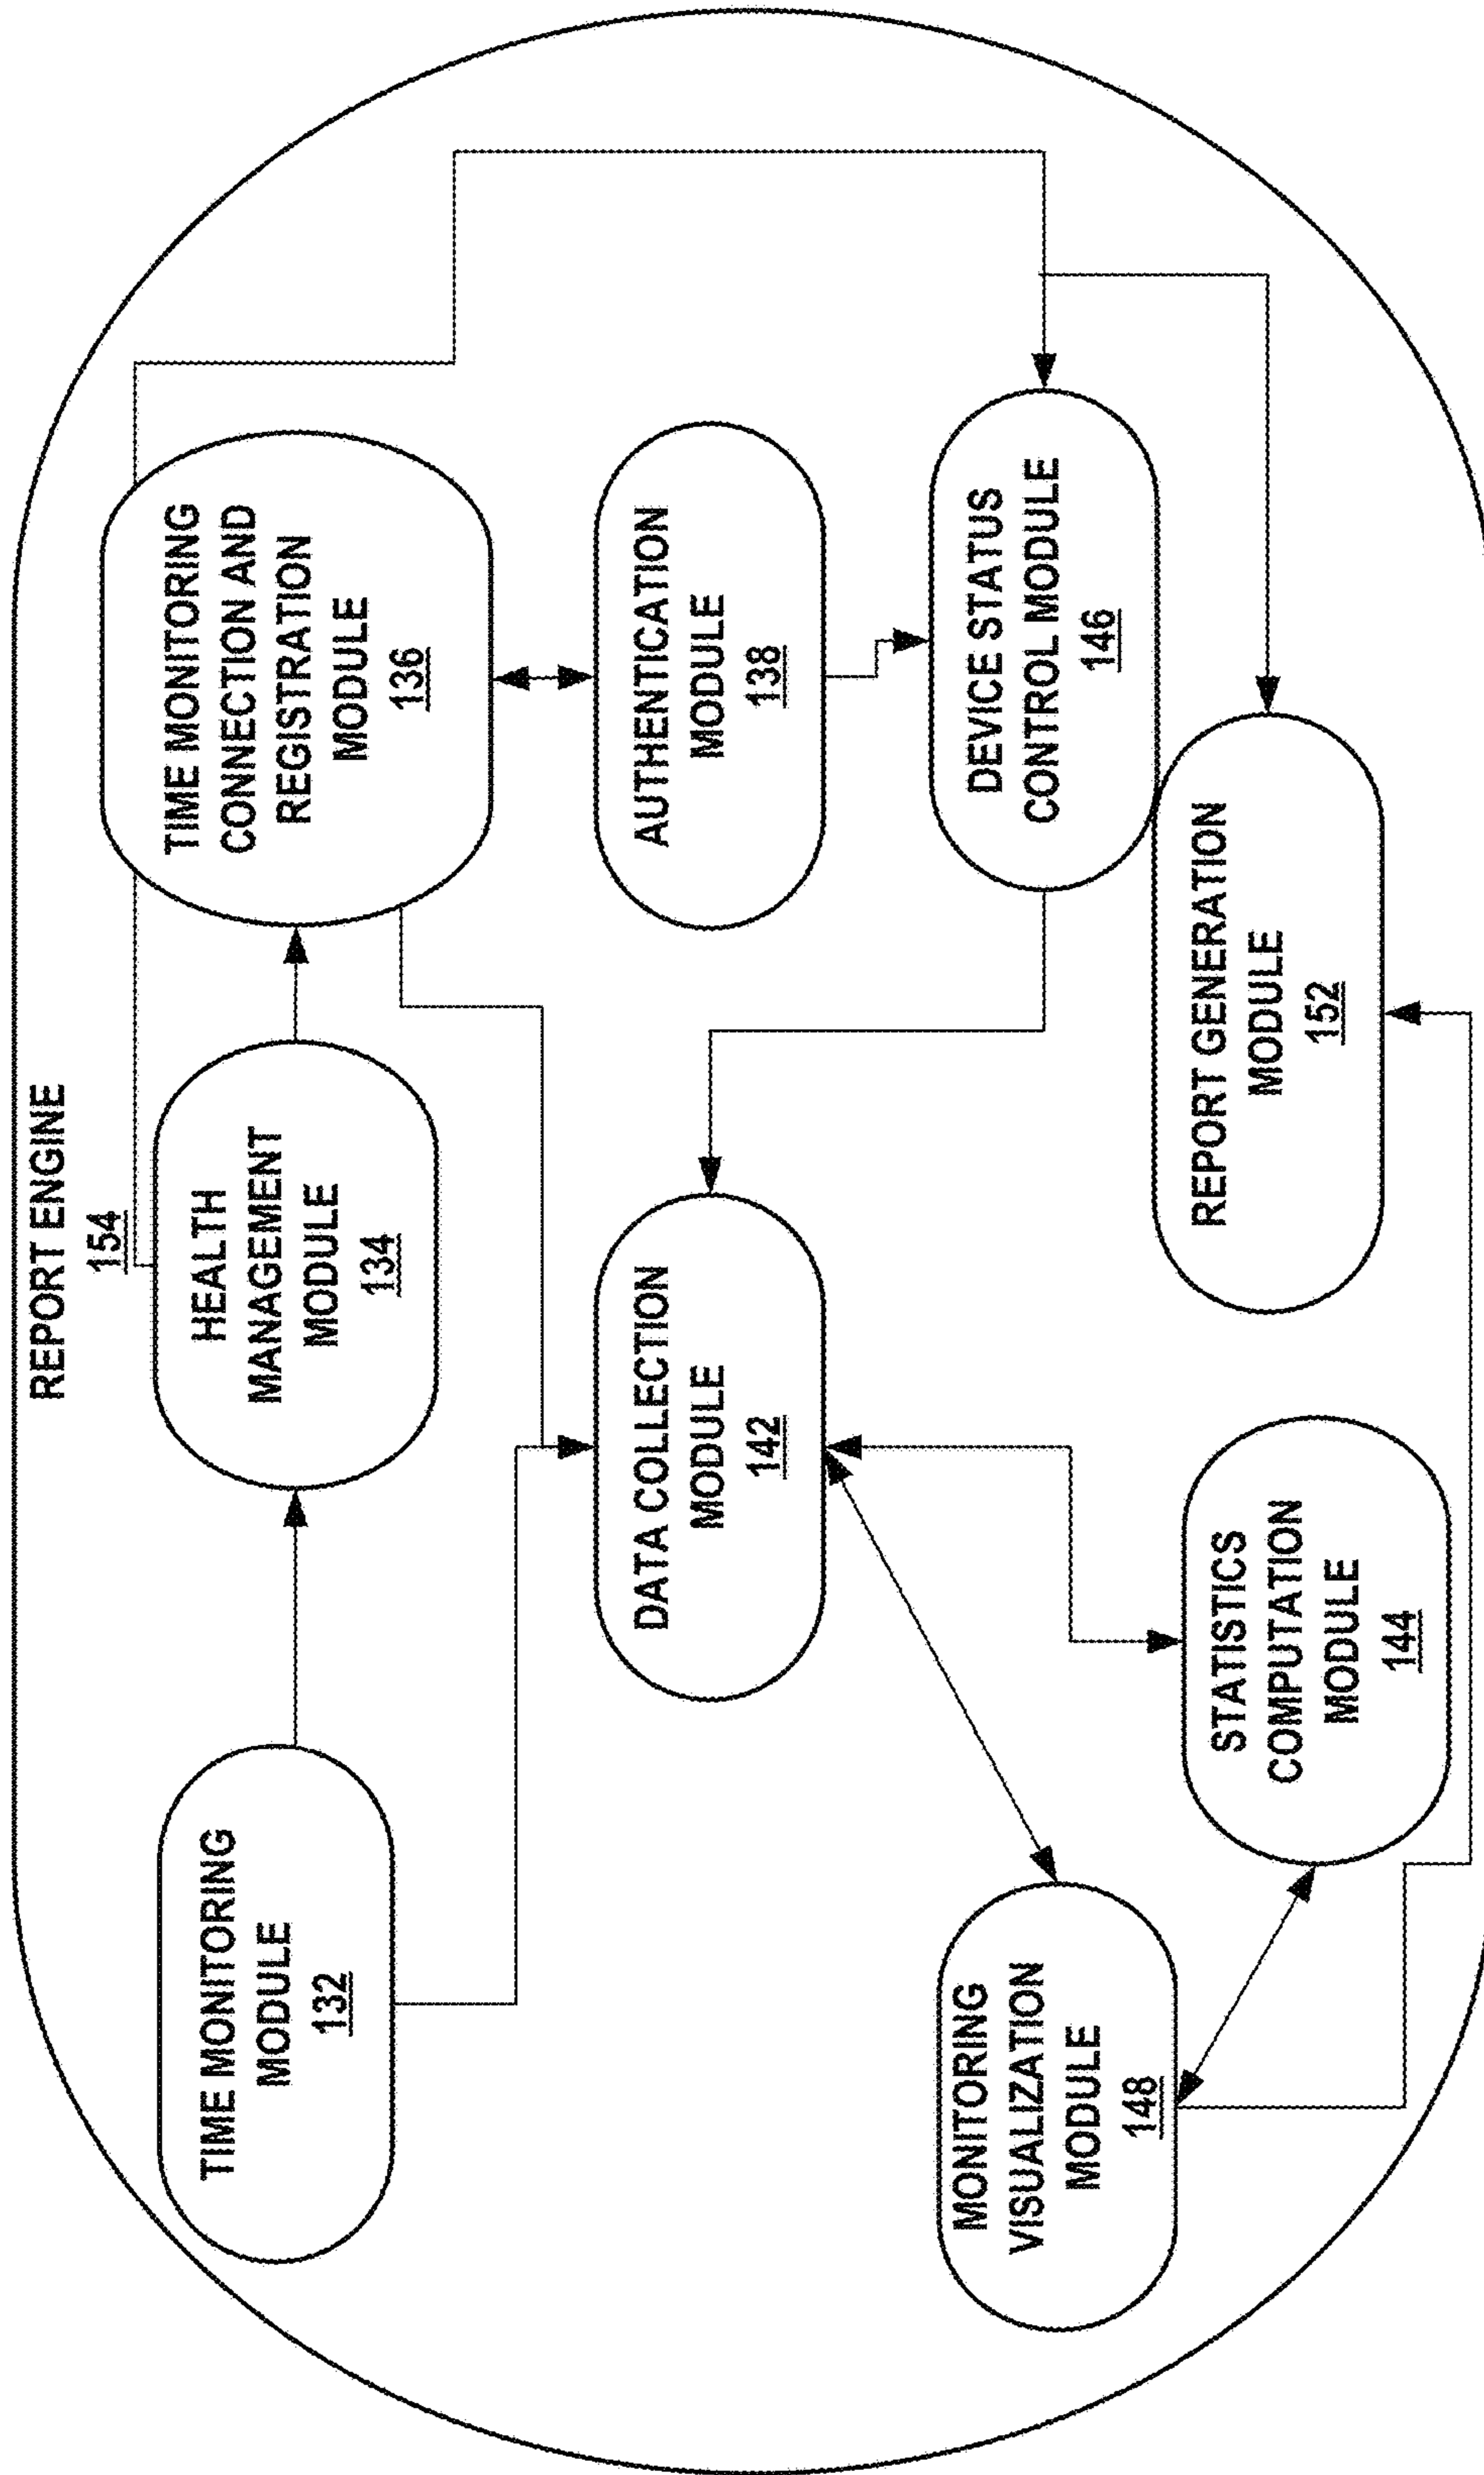 REPORT ENGINE
154
TIME MONITORING
MODULE
132
HEALTH
MANAGEMENT
MODULE
134
TIME MONITORING
CONNECTION AND
REGISTRATION
MODULE
136
DATA COLLECTION
MODULE
142
AUTHENTICATION
MODULE
138
MONITORING
VISUALIZATION
MODULE
148
STATISTICS
COMPUTATION
MODULE
144
DEVICE STATUS
CONTROL MODULE
146
REPORT GENERATION
MODULE
152